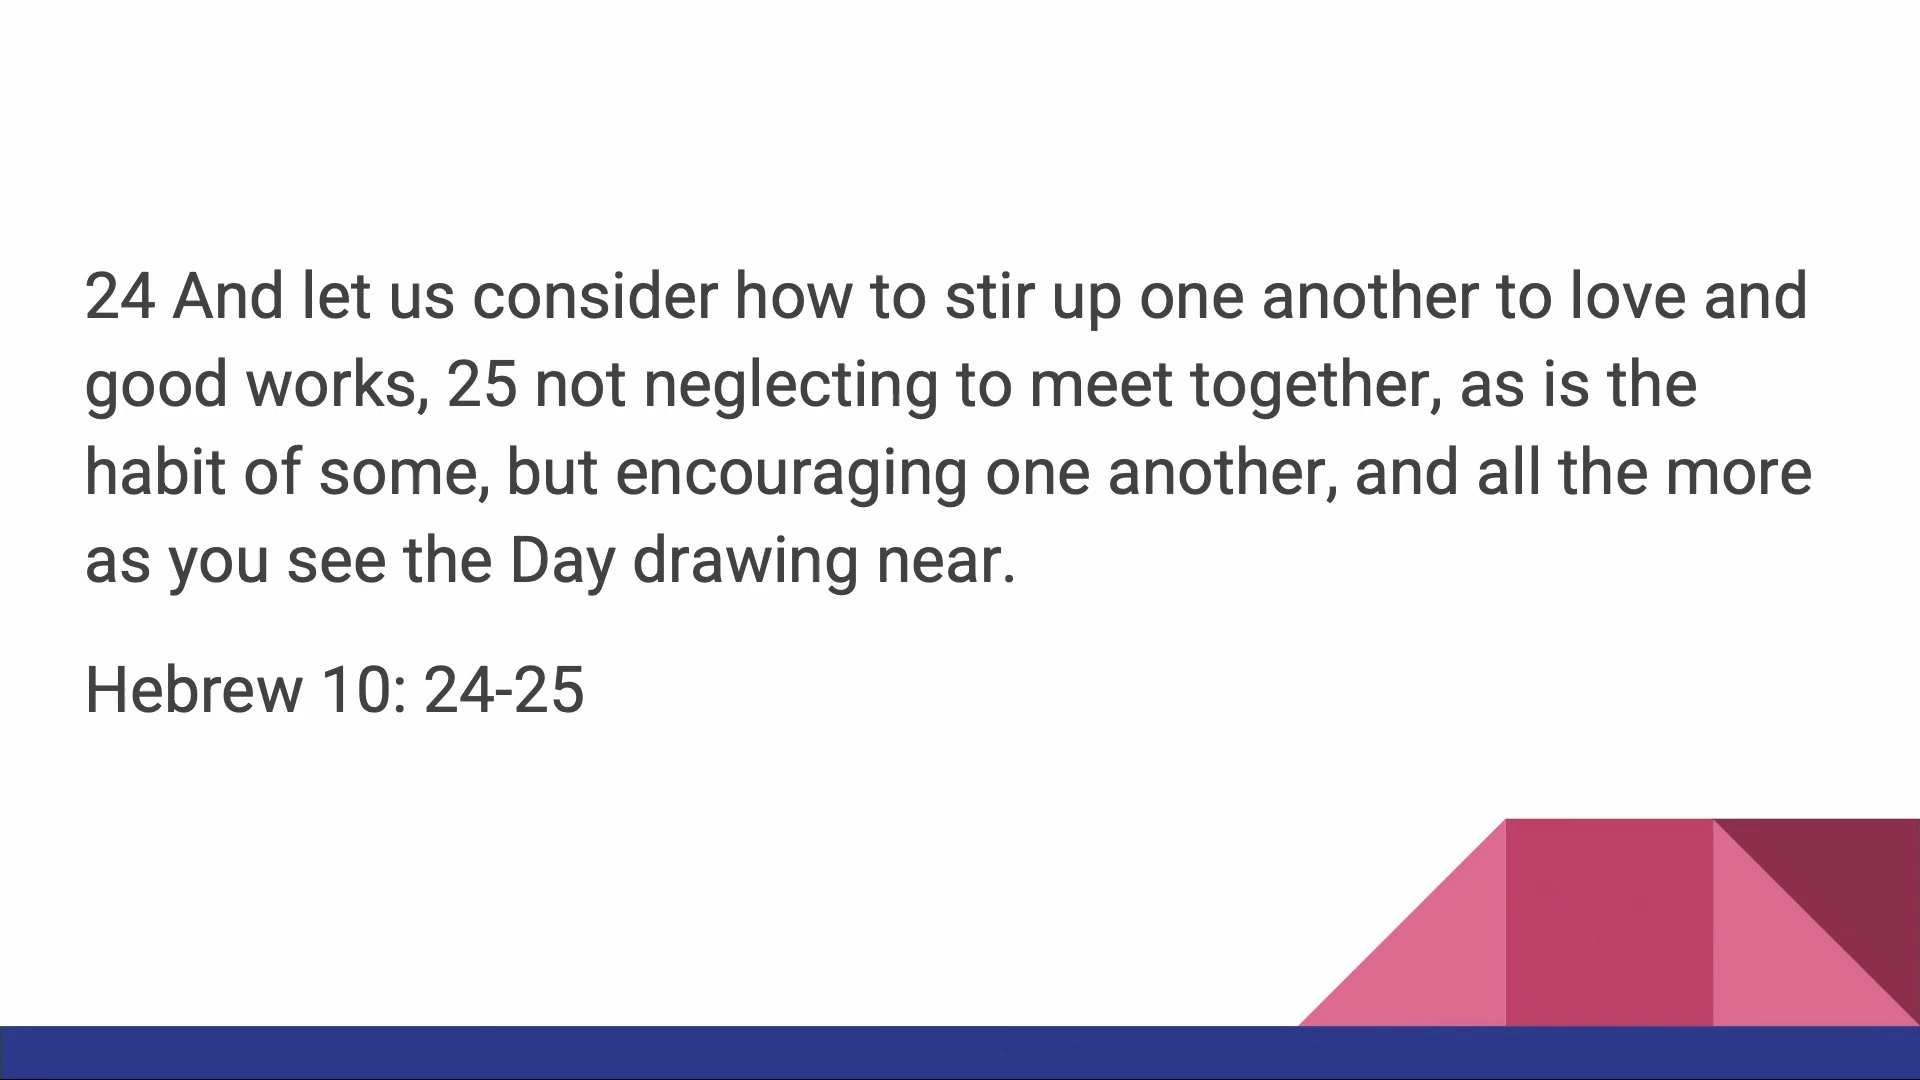 24 And let us consider how to stir up one another to love and
good works, 25 not neglecting to meet together, as is the
habit of some, but encouraging one another, and all the more
as you see the Day drawing near.
Hebrew 10: 24-25